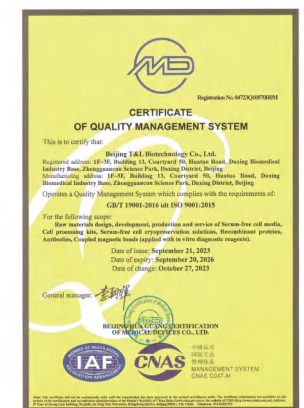 Registration No. 04723Q10570R0M
CERTIFICATE
OF QUALITY MANAGEMENT SYSTEM
This is to certify that:
Beijing T&L Biotechnology Co., Ltd.
Registered address: 1F-3F, Building 13, Courtyard 50, Huatuo Road, Daxing Biomedical
Industry Base, Zhongguancun Science Park, Daxing District, Beijing
Manufacturing address: 1F-3F, Building 13, Courtyard 50, Huatuo Road, Daxing
Biomedical Industry Base, Zhongguancun Science Park, Daxing District, Beijing
Operates a Quality Management System which complies with the requirements of:
GB/T 19001-2016 idt ISO 9001:2015
For the following scope:
Raw materials design, development, production and service of Serum-free cell media,
Cell processing kits, Serum-free cell cryopreservation solutions, Recombinant proteins,
Antibodies, Coupled magnetic beads (applied with in vitro diagnostic reagents).
Date of issue: September 21, 2023
Date of expiry: September 20, 2026
Date of change: October 27, 2023
General manager:
BEIJING HUA GUANG CERTIFICATION
OF MEDICAL DEVICES CO., LTD.
IAF
CNAS
中国认可
国际互认
管理体系
MANAGEMENT SYSTEM
CNAS C047-M